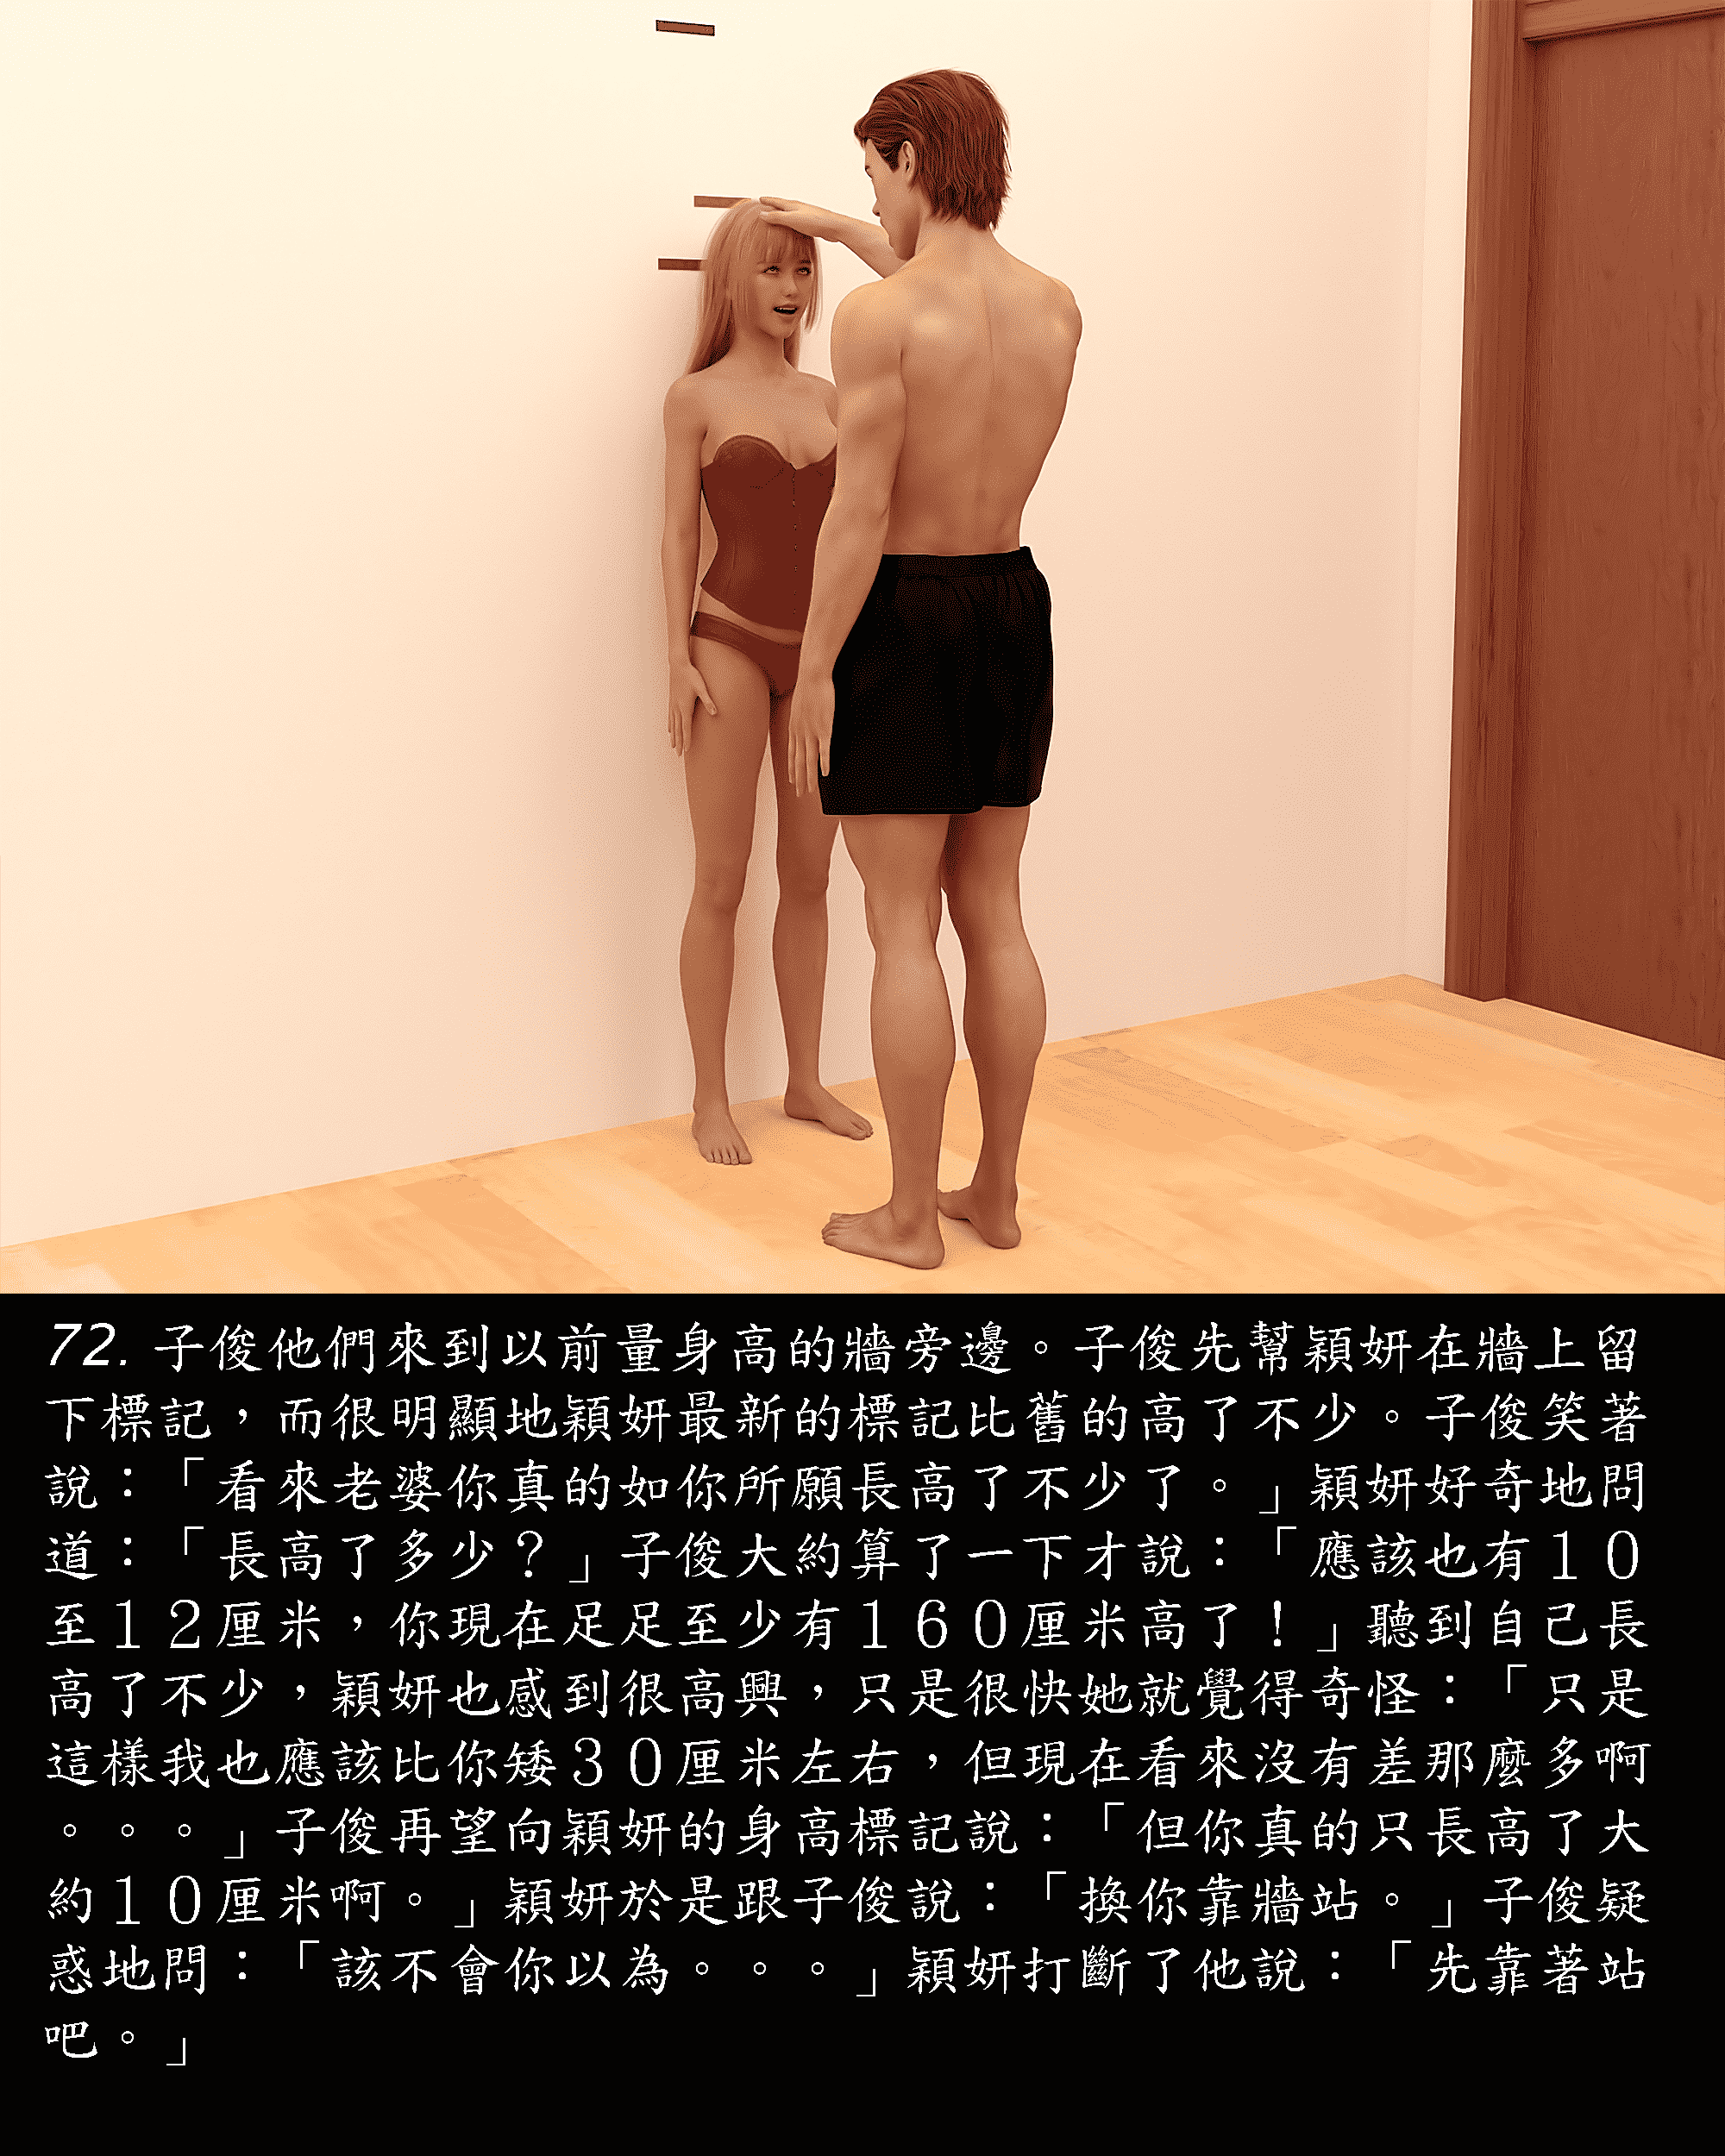 72. 子俊他們來到以前量身高的牆旁邊。子俊先幫穎妍在牆上留
下標記，而很明顯地穎妍最新的標記比舊的高了不少。子俊笑著
說：「看來老婆你真的如你所願長高了不少了。」穎妍好奇地問
道：「長高了多少？」子俊大約算了一下才說：「應該也有１０
至１２厘米，你現在足足至少有１６０厘米高了！」聽到自己長
高了不少，穎妍也感到很高興，只是很快她就覺得奇怪：「只是
這樣我也應該比你矮３０厘米左右，但現在看來沒有差那麼多啊
。。。」子俊再望向穎妍的身高標記說：「但你真的只長高了大
約１０厘米啊。」穎妍於是跟子俊說：「換你靠牆站。」子俊疑
惑地問：「該不會你以為。。。」穎妍打斷了他說：「先靠著站
吧。」